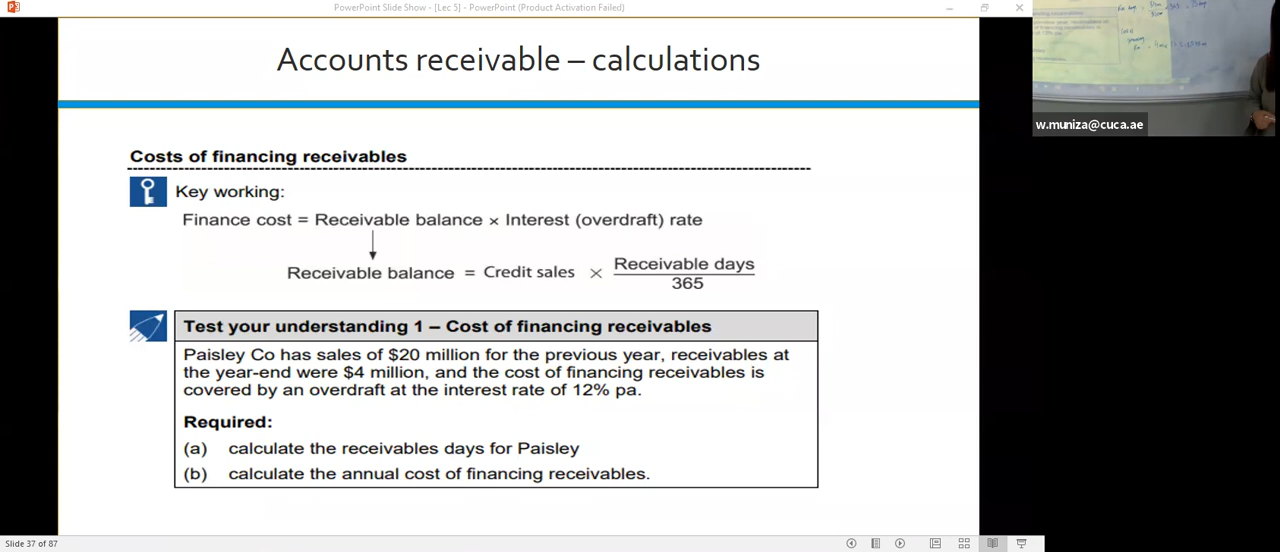 PowerPoint Slide Show - [Lec 5] - PowerPoint (Product Activation Failed)
Accounts receivable – calculations
w.muniza@cuca.ae
Costs of financing receivables
Key working:
Finance cost = Receivable balance × Interest (overdraft) rate
Receivable balance = Credit sales × Receivable days
365
Test your understanding 1 – Cost of financing receivables
Paisley Co has sales of $20 million for the previous year, receivables at
the year-end were $4 million, and the cost of financing receivables is
covered by an overdraft at the interest rate of 12% pa.
Required:
(a) calculate the receivables days for Paisley
(b) calculate the annual cost of financing receivables.
Slide 37 of 87